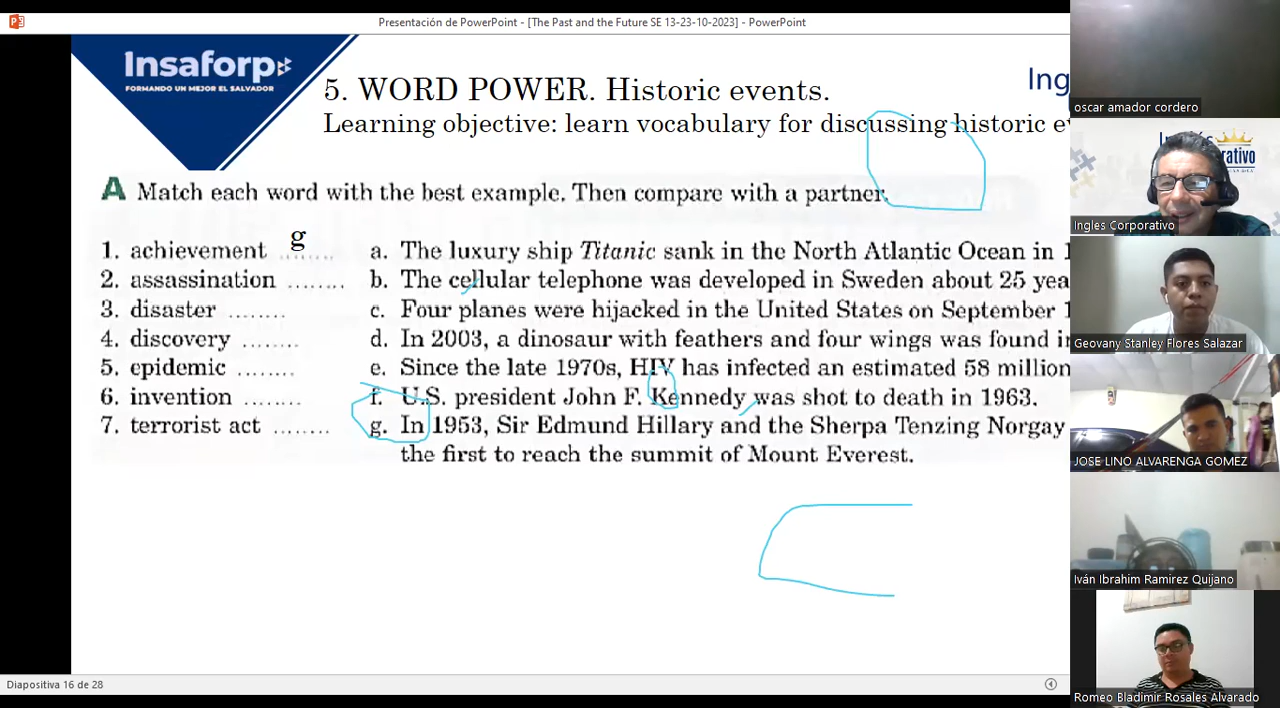 Presentación de PowerPoint - [The Past and the Future SE 13-23-10-2023] - PowerPoint
Insaforp
FORMANDO UN MEJOR EL SALVADOR
5. WORD POWER. Historic events.
Ing
Learning objective: learn vocabulary for discussing historic e
A Match each word with the best example. Then compare with a partner.
1. achievement g
2. assassination ........
3. disaster ........
4. discovery ........
5. epidemic ........
6. invention ........
7. terrorist act ........
a. The luxury ship Titanic sank in the North Atlantic Ocean in 1
b. The cellular telephone was developed in Sweden about 25 yea
c. Four planes were hijacked in the United States on September 1
d. In 2003, a dinosaur with feathers and four wings was found in
e. Since the late 1970s, HIV has infected an estimated 58 million
f. U.S. president John F. Kennedy was shot to death in 1963.
g. In 1953, Sir Edmund Hillary and the Sherpa Tenzing Norgay
the first to reach the summit of Mount Everest.
Diapositiva 16 de 28
oscar amador cordero
Ingles Corporativo
Geovany Stanley Flores Salazar
JOSE LINO ALVARENGA GOMEZ
Iván Ibrahim Ramírez Quijano
Romeo Bladimir Rosales Alvarado